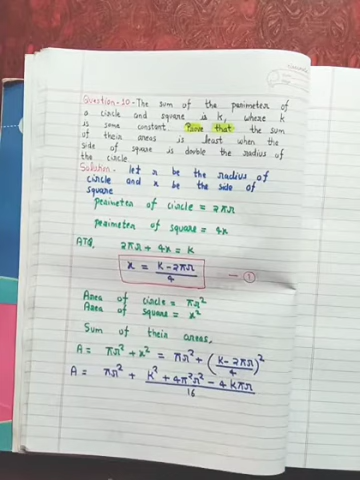 Question-20- The sum of the perimeter of
a circle and square is K, where K
is some constant. Prove that the sum
of their areas is least when the
side of square is double the radius of
the circle
Solution- let r be the radius of
circle and x be the side of
square
perimeter of circle = 2πr
perimeter of square = 4x
ATQ, 2πr + 4x = K
x = K-2πr/4 — ①
Area of circle = πr²
Area of square = x²
Sum of their areas,
A = πr² + x² = πr² + (K-2πr/4)²
A = πr² + K² + 4π²r² - 4Kπr/16